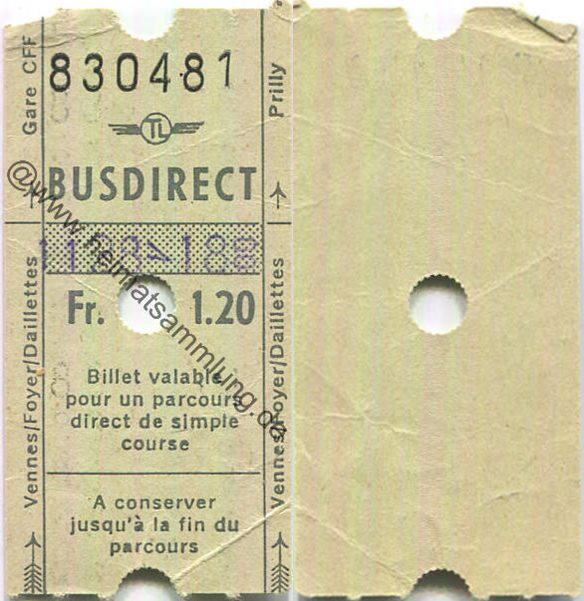 830481
TL
BUSDIRECT
Fr. 1.20
Billet valable
pour un parcours
direct de simple
course
A conserver
jusqu'à la fin du
parcours
Gare CFF
Vennes/Foyer/Daillettes
Prilly
Vennes/Foyer/Daillettes
@www.heimatsammlung.de